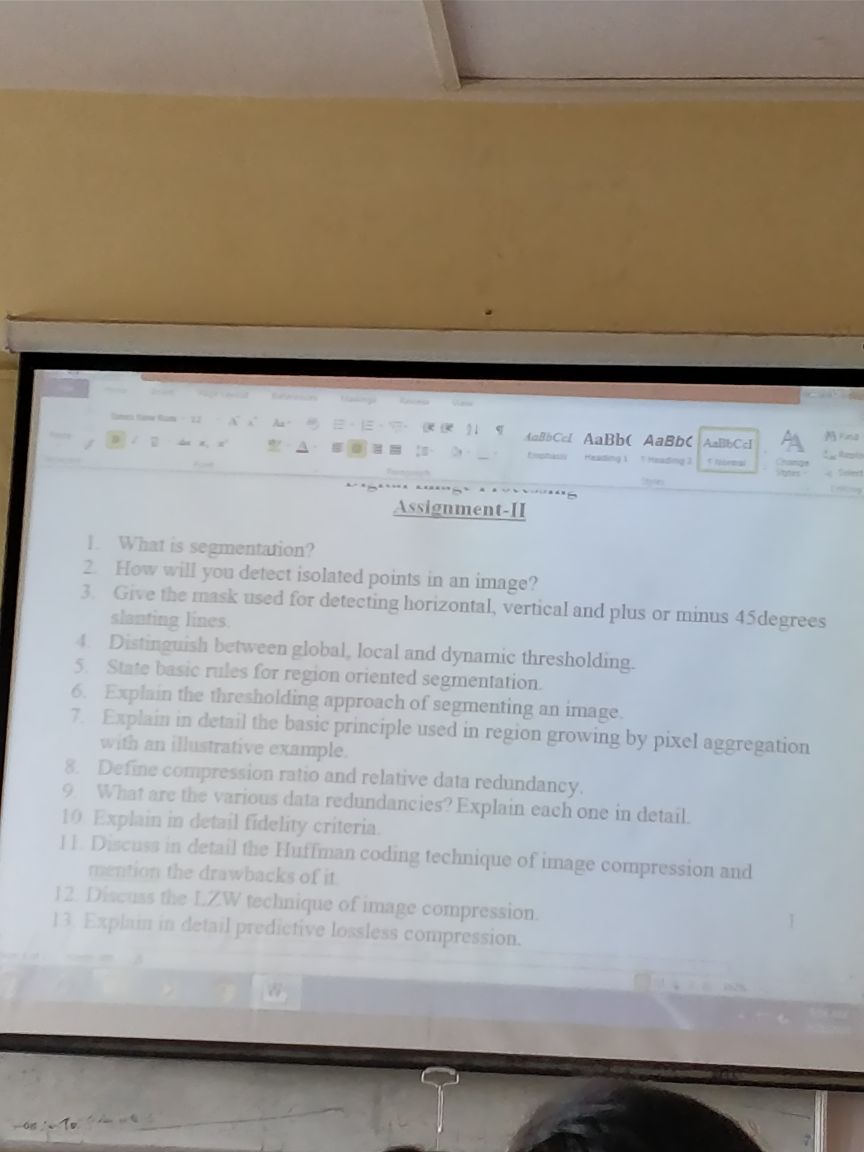 AaBbCcI AaBb( AaBbC AaBbCcI
Emphasis Heading 1 Heading 2 Normal Change Styles
Assignment-II
1. What is segmentation?
2. How will you detect isolated points in an image?
3. Give the mask used for detecting horizontal, vertical and plus or minus 45degrees
slanting lines.
4. Distinguish between global, local and dynamic thresholding.
5. State basic rules for region oriented segmentation.
6. Explain the thresholding approach of segmenting an image.
7. Explain in detail the basic principle used in region growing by pixel aggregation
with an illustrative example.
8. Define compression ratio and relative data redundancy.
9. What are the various data redundancies? Explain each one in detail.
10. Explain in detail fidelity criteria.
11. Discuss in detail the Huffman coding technique of image compression and
mention the drawbacks of it.
12. Discuss the LZW technique of image compression.
13. Explain in detail predictive lossless compression.